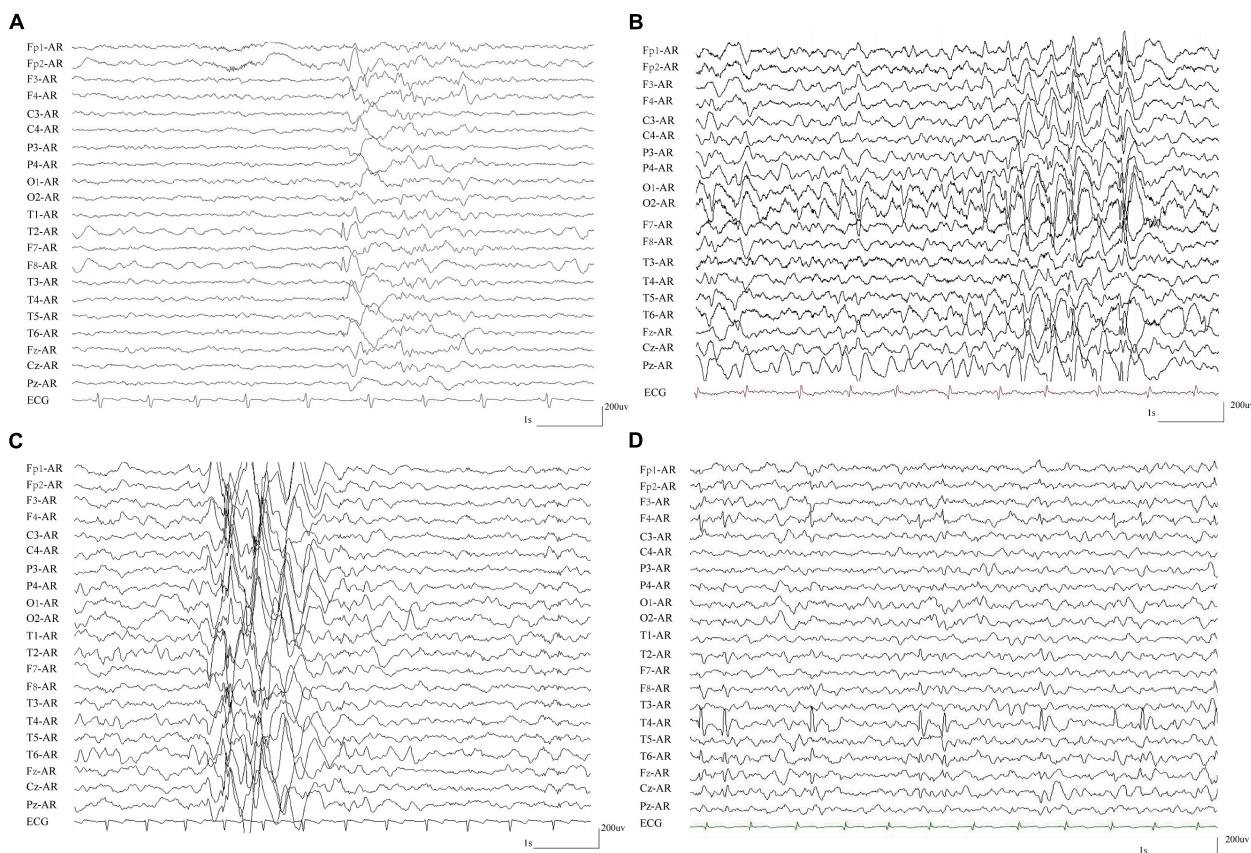 A
Fp1-AR
Fp2-AR
F3-AR
F4-AR
C3-AR
C4-AR
P3-AR
P4-AR
O1-AR
O2-AR
T1-AR
T2-AR
F7-AR
F8-AR
T3-AR
T4-AR
T5-AR
T6-AR
Fz-AR
Cz-AR
Pz-AR
ECG
1s
200uv
B
Fp1-AR
Fp2-AR
F3-AR
F4-AR
C3-AR
C4-AR
P3-AR
P4-AR
O1-AR
O2-AR
F7-AR
F8-AR
T3-AR
T4-AR
T5-AR
T6-AR
Fz-AR
Cz-AR
Pz-AR
ECG
1s
200uv
C
Fp1-AR
Fp2-AR
F3-AR
F4-AR
C3-AR
C4-AR
P3-AR
P4-AR
O1-AR
O2-AR
T1-AR
T2-AR
F7-AR
F8-AR
T3-AR
T4-AR
T5-AR
T6-AR
Fz-AR
Cz-AR
Pz-AR
ECG
1s
200uv
D
Fp1-AR
Fp2-AR
F3-AR
F4-AR
C3-AR
C4-AR
P3-AR
P4-AR
O1-AR
O2-AR
T1-AR
T2-AR
F7-AR
F8-AR
T3-AR
T4-AR
T5-AR
T6-AR
Fz-AR
Cz-AR
Pz-AR
ECG
1s
200uv